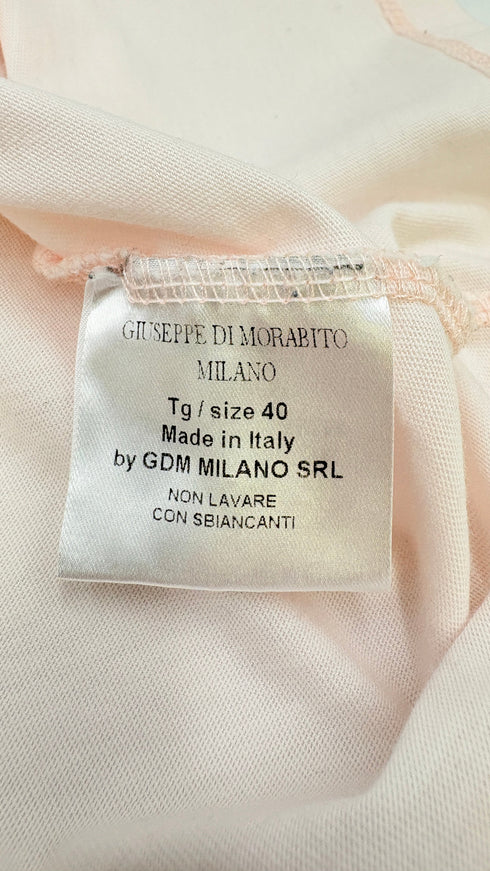 GIUSEPPE DI MORABITO
MILANO
Tg / size 40
Made in Italy
by GDM MILANO SRL
NON LAVARE
CON SBIANCANTI